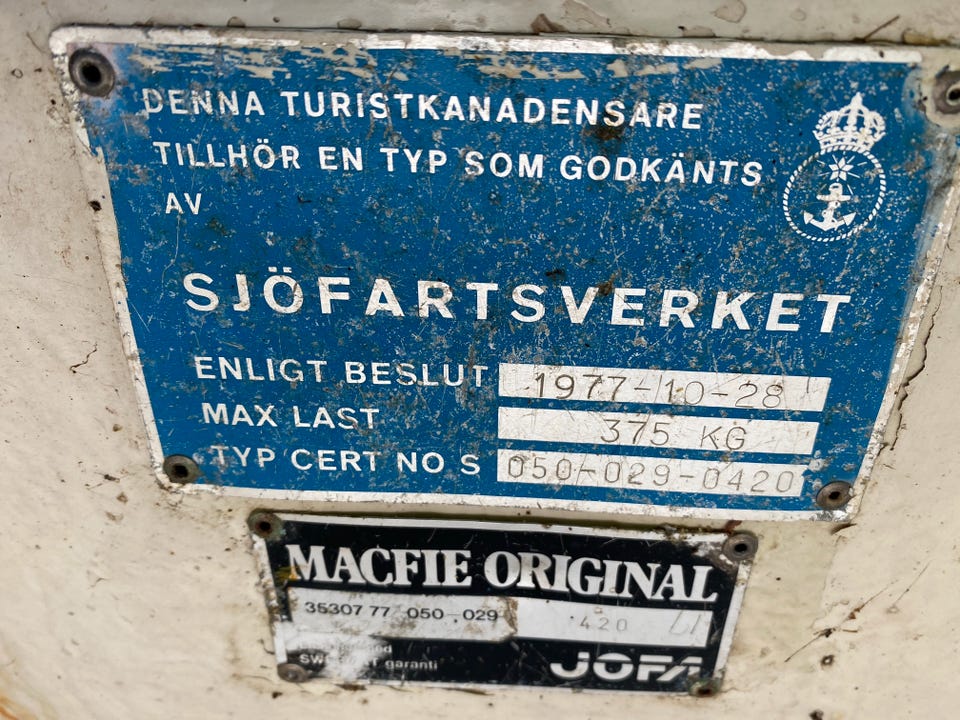 DENNA TURISTKANADENSARE
TILLHÖR EN TYP SOM GODKÄNTS
AV
SJÖFARTSVERKET
ENLIGT BESLUT 1977-10-28
MAX LAST 375 KG
TYP CERT NO S 050-029-0420
MACFIE ORIGINAL
35307 77 050-029 420
garanti JOFA